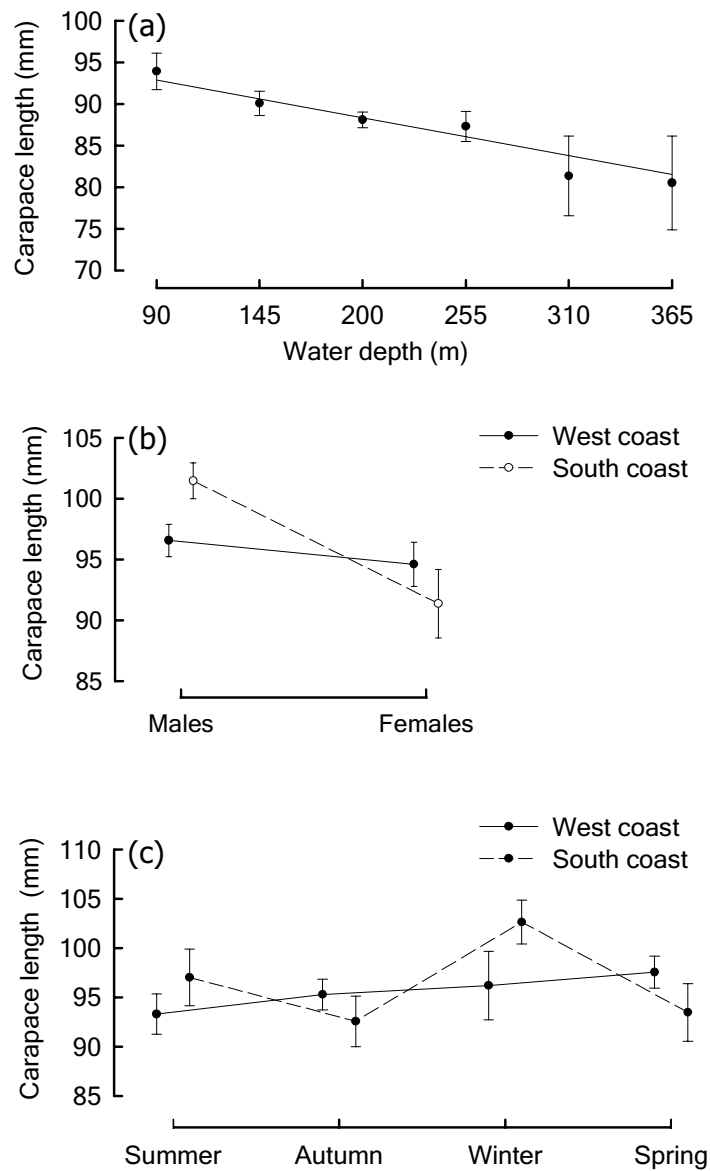 (a)
Carapace length (mm)
100
95
90
85
80
75
70
90 145 200 255 310 365
Water depth (m)
(b)
West coast
South coast
Carapace length (mm)
105
100
95
90
85
Males Females
(c)
West coast
South coast
Carapace length (mm)
110
105
100
95
90
85
Summer Autumn Winter Spring